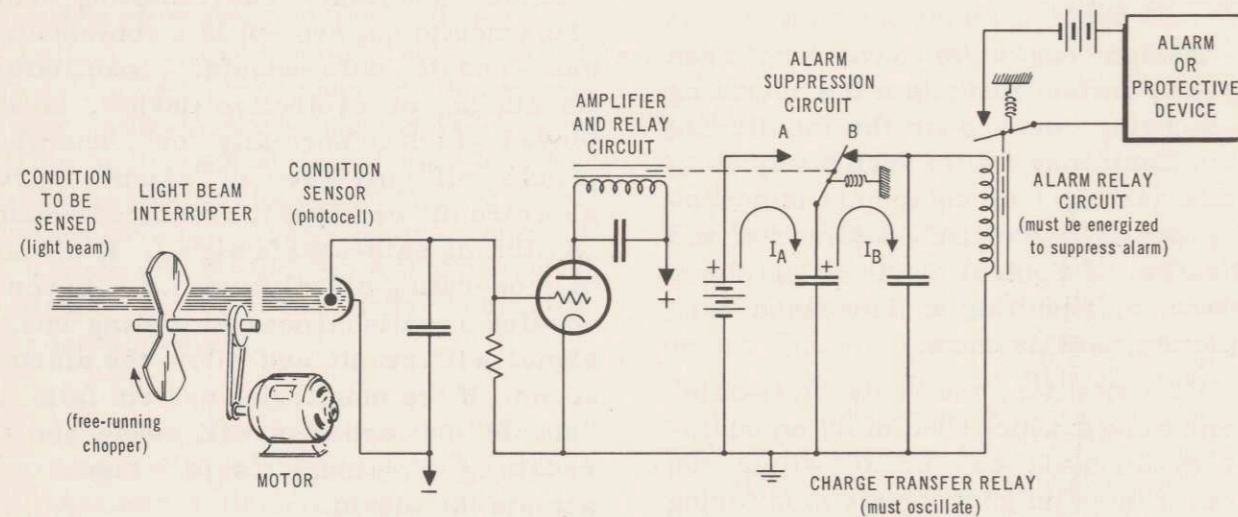 CONDITION
TO BE
SENSED
(light beam)
LIGHT BEAM
INTERRUPTER
(free-running
chopper)
MOTOR
CONDITION
SENSOR
(photocell)
−
AMPLIFIER
AND RELAY
CIRCUIT
+
ALARM
SUPPRESSION
CIRCUIT
A
B
+
I_A
+
I_B
CHARGE TRANSFER RELAY
(must oscillate)
ALARM RELAY
CIRCUIT
(must be energized
to suppress alarm)
ALARM
OR
PROTECTIVE
DEVICE